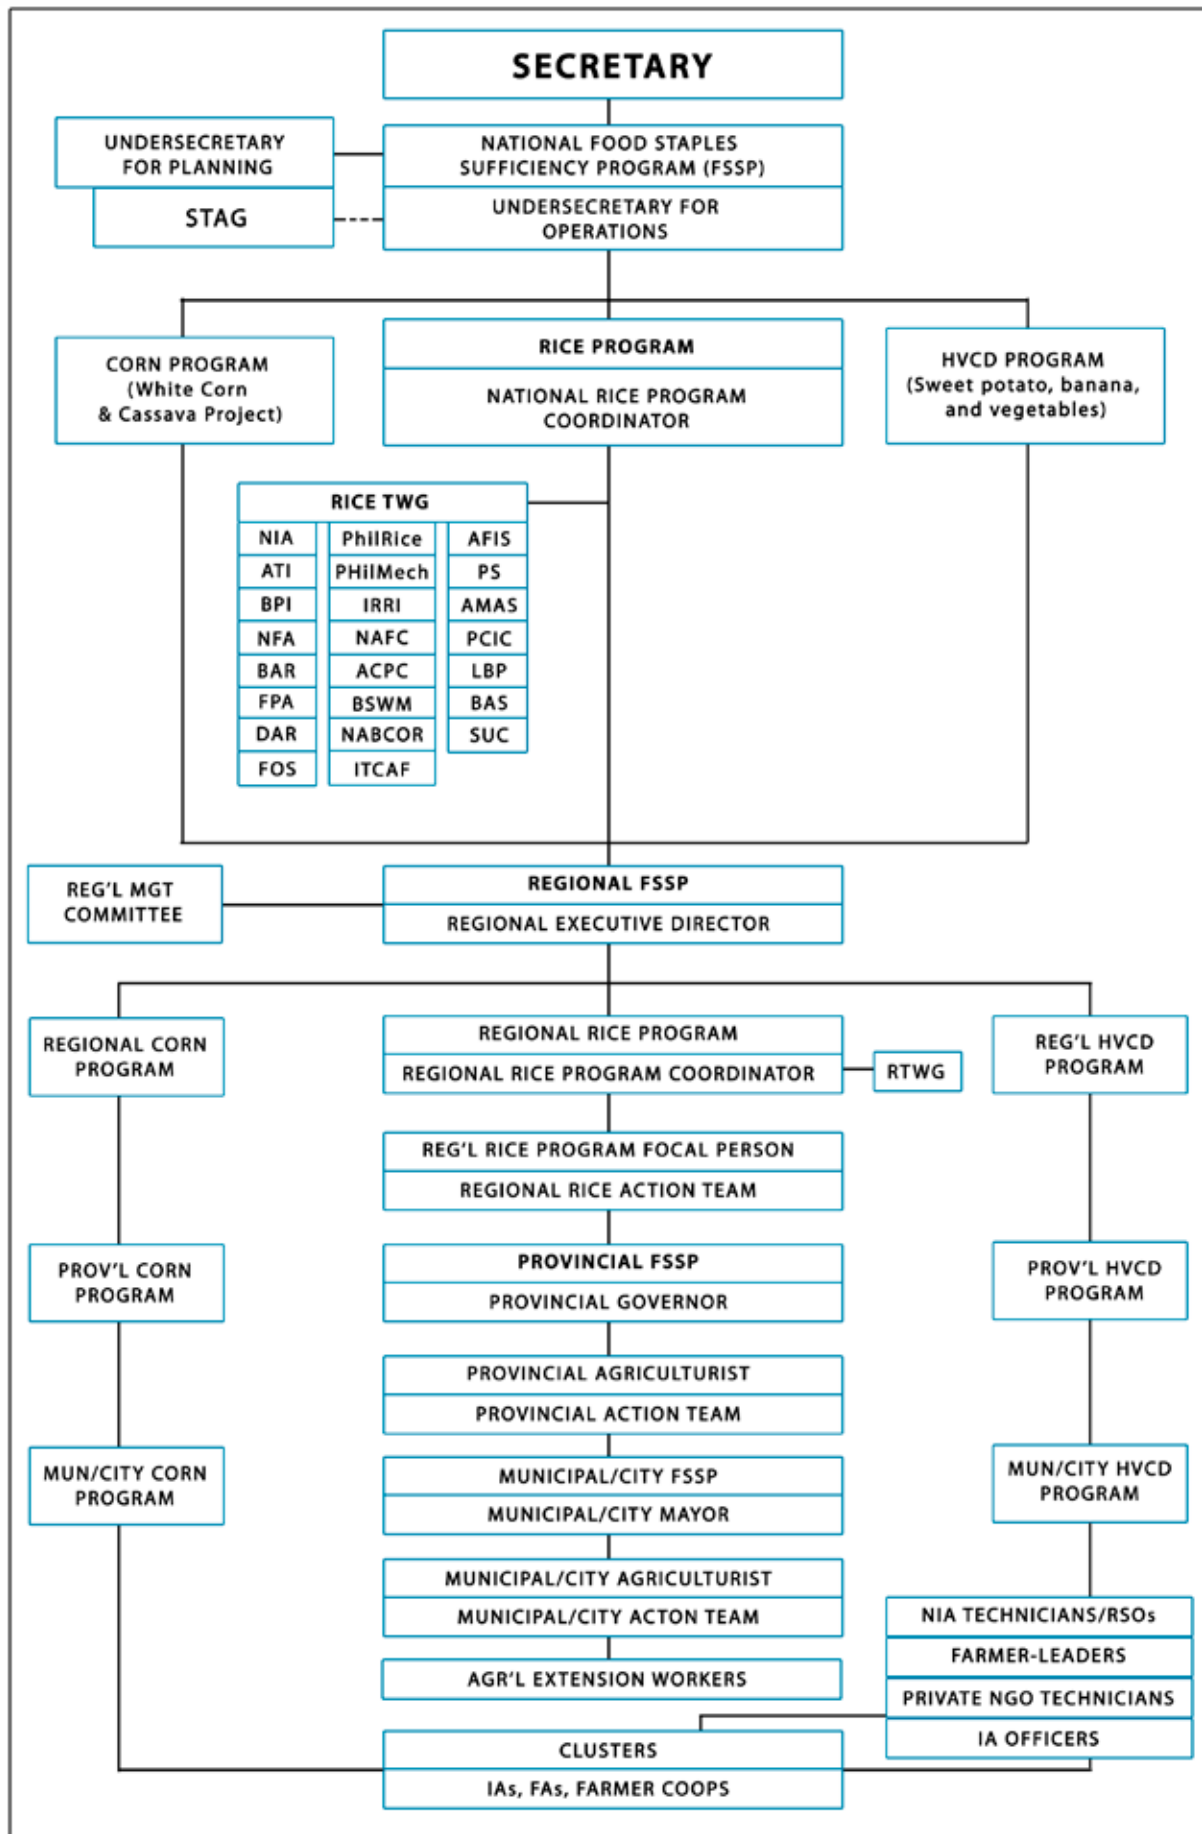 SECRETARY
UNDERSECRETARY
FOR PLANNING
STAG
NATIONAL FOOD STAPLES
SUFFICIENCY PROGRAM (FSSP)
UNDERSECRETARY FOR
OPERATIONS
CORN PROGRAM
(White Corn
& Cassava Project)
RICE PROGRAM
NATIONAL RICE PROGRAM
COORDINATOR
HVCD PROGRAM
(Sweet potato, banana,
and vegetables)
RICE TWG
NIA
ATI
BPI
NFA
BAR
FPA
DAR
FOS
PhilRice
PHilMech
IRRI
NAFC
ACPC
BSWM
NABCOR
ITCAF
AFIS
PS
AMAS
PCIC
LBP
BAS
SUC
REG'L MGT
COMMITTEE
REGIONAL FSSP
REGIONAL EXECUTIVE DIRECTOR
REGIONAL CORN
PROGRAM
REGIONAL RICE PROGRAM
REGIONAL RICE PROGRAM COORDINATOR
RTWG
REG'L HVCD
PROGRAM
REG'L RICE PROGRAM FOCAL PERSON
REGIONAL RICE ACTION TEAM
PROV'L CORN
PROGRAM
PROVINCIAL FSSP
PROVINCIAL GOVERNOR
PROV'L HVCD
PROGRAM
PROVINCIAL AGRICULTURIST
PROVINCIAL ACTION TEAM
MUN/CITY CORN
PROGRAM
MUNICIPAL/CITY FSSP
MUNICIPAL/CITY MAYOR
MUN/CITY HVCD
PROGRAM
MUNICIPAL/CITY AGRICULTURIST
MUNICIPAL/CITY ACTON TEAM
AGR'L EXTENSION WORKERS
NIA TECHNICIANS/RSOs
FARMER-LEADERS
PRIVATE NGO TECHNICIANS
IA OFFICERS
CLUSTERS
IAs, FAs, FARMER COOPS